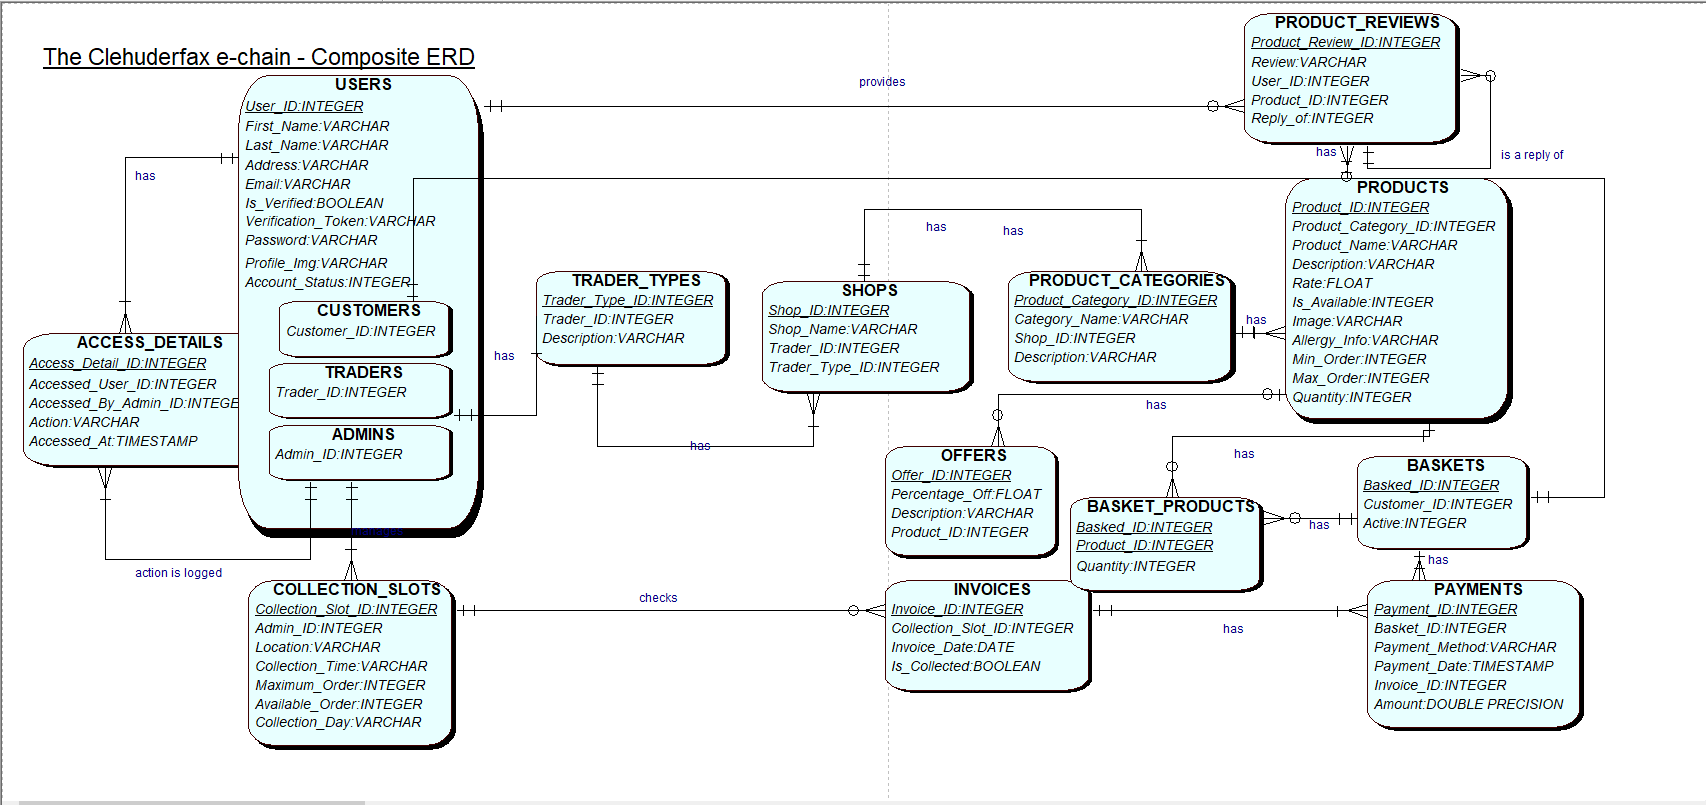 The Clehuderfax e-chain - Composite ERD
USERS
User_ID:INTEGER
First_Name:VARCHAR
Last_Name:VARCHAR
Address:VARCHAR
Email:VARCHAR
Is_Verified:BOOLEAN
Verification_Token:VARCHAR
Password:VARCHAR
Profile_Img:VARCHAR
Account_Status:INTEGER
CUSTOMERS
Customer_ID:INTEGER
TRADERS
Trader_ID:INTEGER
ADMINS
Admin_ID:INTEGER
has
ACCESS_DETAILS
Access_Detail_ID:INTEGER
Accessed_User_ID:INTEGER
Accessed_By_Admin_ID:INTEGE
Action:VARCHAR
Accessed_At:TIMESTAMP
action is logged
manages
COLLECTION_SLOTS
Collection_Slot_ID:INTEGER
Admin_ID:INTEGER
Location:VARCHAR
Collection_Time:VARCHAR
Maximum_Order:INTEGER
Available_Order:INTEGER
Collection_Day:VARCHAR
provides
PRODUCT_REVIEWS
Product_Review_ID:INTEGER
Review:VARCHAR
User_ID:INTEGER
Product_ID:INTEGER
Reply_of:INTEGER
has
is a reply of
has
TRADER_TYPES
Trader_Type_ID:INTEGER
Trader_ID:INTEGER
Description:VARCHAR
has
SHOPS
Shop_ID:INTEGER
Shop_Name:VARCHAR
Trader_ID:INTEGER
Trader_Type_ID:INTEGER
has
has
PRODUCT_CATEGORIES
Product_Category_ID:INTEGER
Category_Name:VARCHAR
Shop_ID:INTEGER
Description:VARCHAR
has
PRODUCTS
Product_ID:INTEGER
Product_Category_ID:INTEGER
Product_Name:VARCHAR
Description:VARCHAR
Rate:FLOAT
Is_Available:INTEGER
Image:VARCHAR
Allergy_Info:VARCHAR
Min_Order:INTEGER
Max_Order:INTEGER
Quantity:INTEGER
has
OFFERS
Offer_ID:INTEGER
Percentage_Off:FLOAT
Description:VARCHAR
Product_ID:INTEGER
has
BASKET_PRODUCTS
Basked_ID:INTEGER
Product_ID:INTEGER
Quantity:INTEGER
has
BASKETS
Basked_ID:INTEGER
Customer_ID:INTEGER
Active:INTEGER
has
checks
INVOICES
Invoice_ID:INTEGER
Collection_Slot_ID:INTEGER
Invoice_Date:DATE
Is_Collected:BOOLEAN
has
PAYMENTS
Payment_ID:INTEGER
Basket_ID:INTEGER
Payment_Method:VARCHAR
Payment_Date:TIMESTAMP
Invoice_ID:INTEGER
Amount:DOUBLE PRECISION